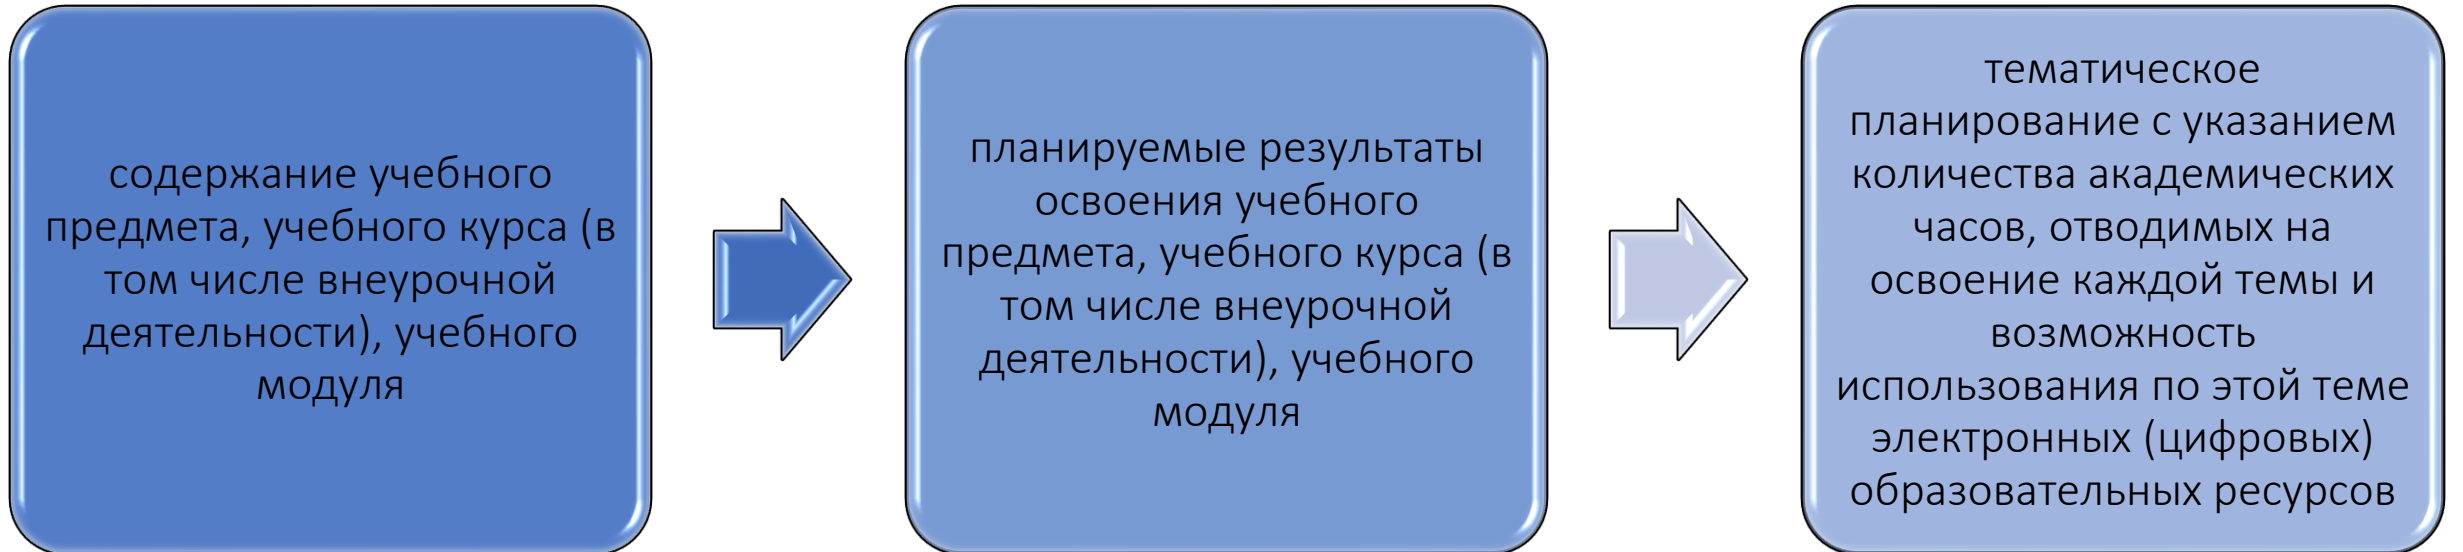 содержание учебного
предмета, учебного курса (в
том числе внеурочной
деятельности), учебного
модуля
планируемые результаты
освоения учебного
предмета, учебного курса (в
том числе внеурочной
деятельности), учебного
модуля
тематическое
планирование с указанием
количества академических
часов, отводимых на
освоение каждой темы и
возможность
использования по этой теме
электронных (цифровых)
образовательных ресурсов